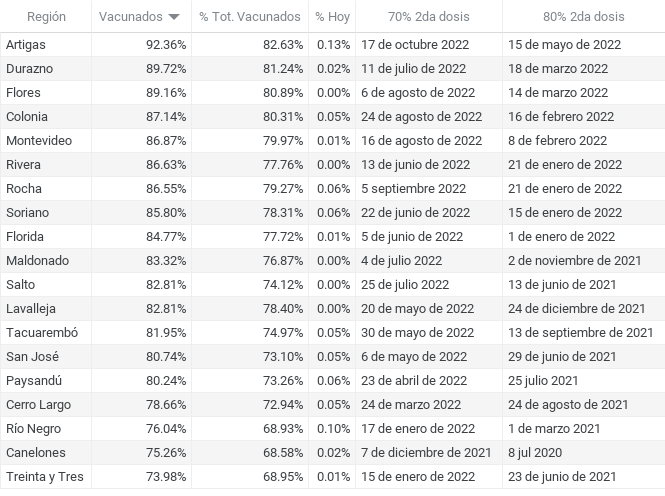 Región Vacunados % Tot. Vacunados % Hoy 70% 2da dosis 80% 2da dosis
Artigas 92.36% 82.63% 0.13% 17 de octubre 2022 15 de mayo de 2022
Durazno 89.72% 81.24% 0.02% 11 de julio de 2022 18 de marzo 2022
Flores 89.16% 80.89% 0.00% 6 de agosto de 2022 14 de marzo 2022
Colonia 87.14% 80.31% 0.05% 24 de agosto de 2022 16 de febrero 2022
Montevideo 86.87% 79.97% 0.01% 16 de agosto de 2022 8 de febrero 2022
Rivera 86.63% 77.76% 0.00% 13 de junio de 2022 21 de enero de 2022
Rocha 86.55% 79.27% 0.06% 5 septiembre 2022 21 de enero de 2022
Soriano 85.80% 78.31% 0.06% 22 de junio de 2022 15 de enero de 2022
Florida 84.77% 77.72% 0.01% 5 de junio de 2022 1 de enero de 2022
Maldonado 83.32% 76.87% 0.00% 4 de julio 2022 2 de noviembre de 2021
Salto 82.81% 74.12% 0.00% 25 de julio 2022 13 de junio de 2021
Lavalleja 82.81% 78.40% 0.00% 20 de mayo de 2022 24 de diciembre de 2021
Tacuarembó 81.95% 74.97% 0.05% 30 de mayo de 2022 13 de septiembre de 2021
San José 80.74% 73.10% 0.05% 6 de mayo de 2022 29 de junio de 2021
Paysandú 80.24% 73.26% 0.06% 23 de abril de 2022 25 julio 2021
Cerro Largo 78.66% 72.94% 0.05% 24 de marzo 2022 24 de agosto de 2021
Río Negro 76.04% 68.93% 0.10% 17 de enero de 2022 1 de marzo 2021
Canelones 75.26% 68.58% 0.02% 7 de diciembre de 2021 8 jul 2020
Treinta y Tres 73.98% 68.95% 0.01% 15 de enero de 2022 23 de junio de 2021